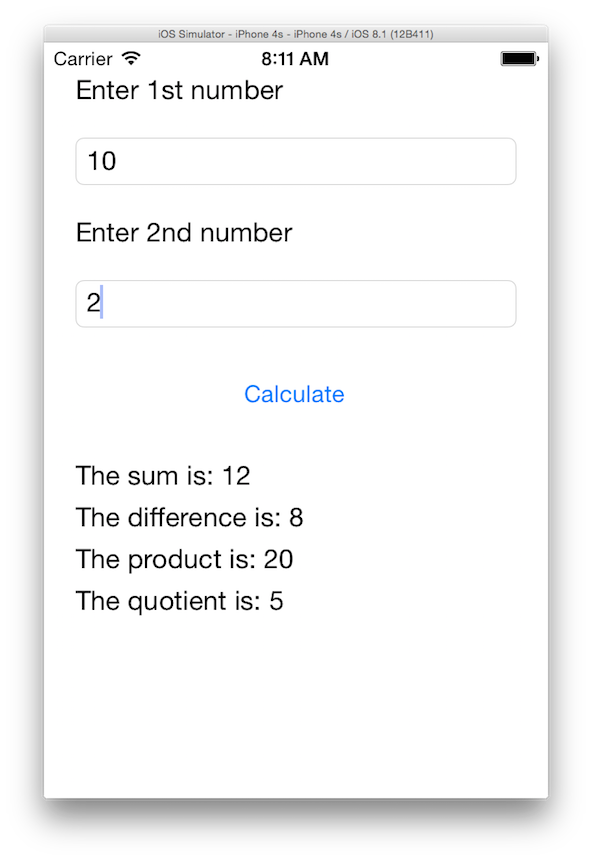 iOS Simulator - iPhone 4s - iPhone 4s / iOS 8.1 (12B411)
Carrier 8:11 AM
Enter 1st number
10
Enter 2nd number
2
Calculate
The sum is: 12
The difference is: 8
The product is: 20
The quotient is: 5